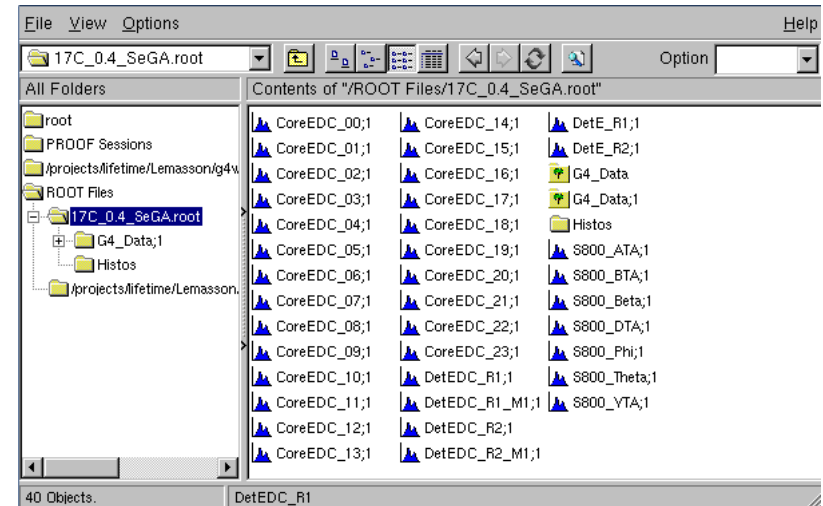 File View Options Help
17C_0.4_SeGA.root Option
All Folders
Contents of "/ROOT Files/17C_0.4_SeGA.root"
root
PROOF Sessions
/projects/lifetime/Lemasson/g4w
ROOT Files
17C_0.4_SeGA.root
G4_Data;1
Histos
/projects/lifetime/Lemasson.
CoreEDC_00;1
CoreEDC_01;1
CoreEDC_02;1
CoreEDC_03;1
CoreEDC_04;1
CoreEDC_05;1
CoreEDC_06;1
CoreEDC_07;1
CoreEDC_08;1
CoreEDC_09;1
CoreEDC_10;1
CoreEDC_11;1
CoreEDC_12;1
CoreEDC_13;1
CoreEDC_14;1
CoreEDC_15;1
CoreEDC_16;1
CoreEDC_17;1
CoreEDC_18;1
CoreEDC_19;1
CoreEDC_20;1
CoreEDC_21;1
CoreEDC_22;1
CoreEDC_23;1
DetEDC_R1;1
DetEDC_R1_M1;1
DetEDC_R2;1
DetEDC_R2_M1;1
DetE_R1;1
DetE_R2;1
G4_Data
G4_Data;1
Histos
S800_ATA;1
S800_BTA;1
S800_Beta;1
S800_DTA;1
S800_Phi;1
S800_Theta;1
S800_YTA;1
40 Objects.
DetEDC_R1